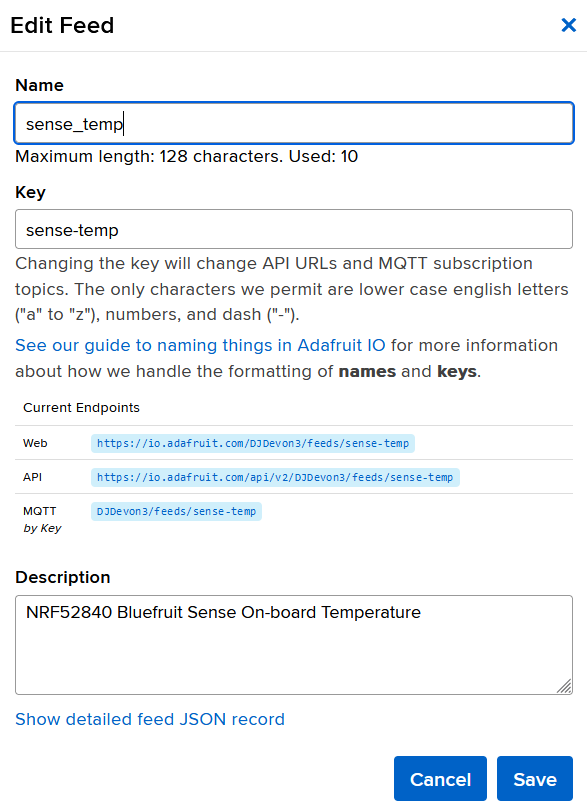 Edit Feed
Name
sense_temp
Maximum length: 128 characters. Used: 10
Key
sense-temp
Changing the key will change API URLs and MQTT subscription
topics. The only characters we permit are lower case english letters
("a" to "z"), numbers, and dash ("-").
See our guide to naming things in Adafruit IO for more information
about how we handle the formatting of names and keys.
Current Endpoints
Web https://io.adafruit.com/DJDevon3/feeds/sense-temp
API https://io.adafruit.com/api/v2/DJDevon3/feeds/sense-temp
MQTT DJDevon3/feeds/sense-temp
by Key
Description
NRF52840 Bluefruit Sense On-board Temperature
Show detailed feed JSON record
Cancel Save